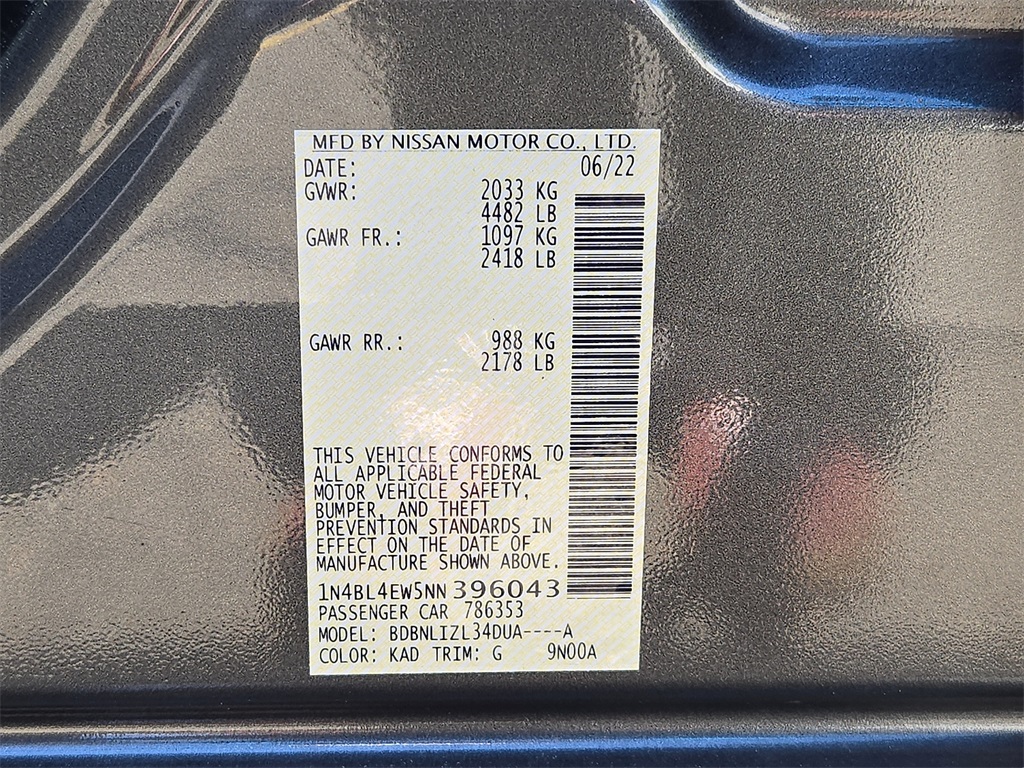 MFD BY NISSAN MOTOR CO., LTD.
DATE: 06/22
GVWR: 2033 KG
4482 LB
GAWR FR.: 1097 KG
2418 LB
GAWR RR.: 988 KG
2178 LB
THIS VEHICLE CONFORMS TO
ALL APPLICABLE FEDERAL
MOTOR VEHICLE SAFETY,
BUMPER, AND THEFT
PREVENTION STANDARDS IN
EFFECT ON THE DATE OF
MANUFACTURE SHOWN ABOVE.
1N4BL4EW5NN396043
PASSENGER CAR 786353
MODEL: BDBNLIZL34DUA----A
COLOR: KAD TRIM: G 9N00A